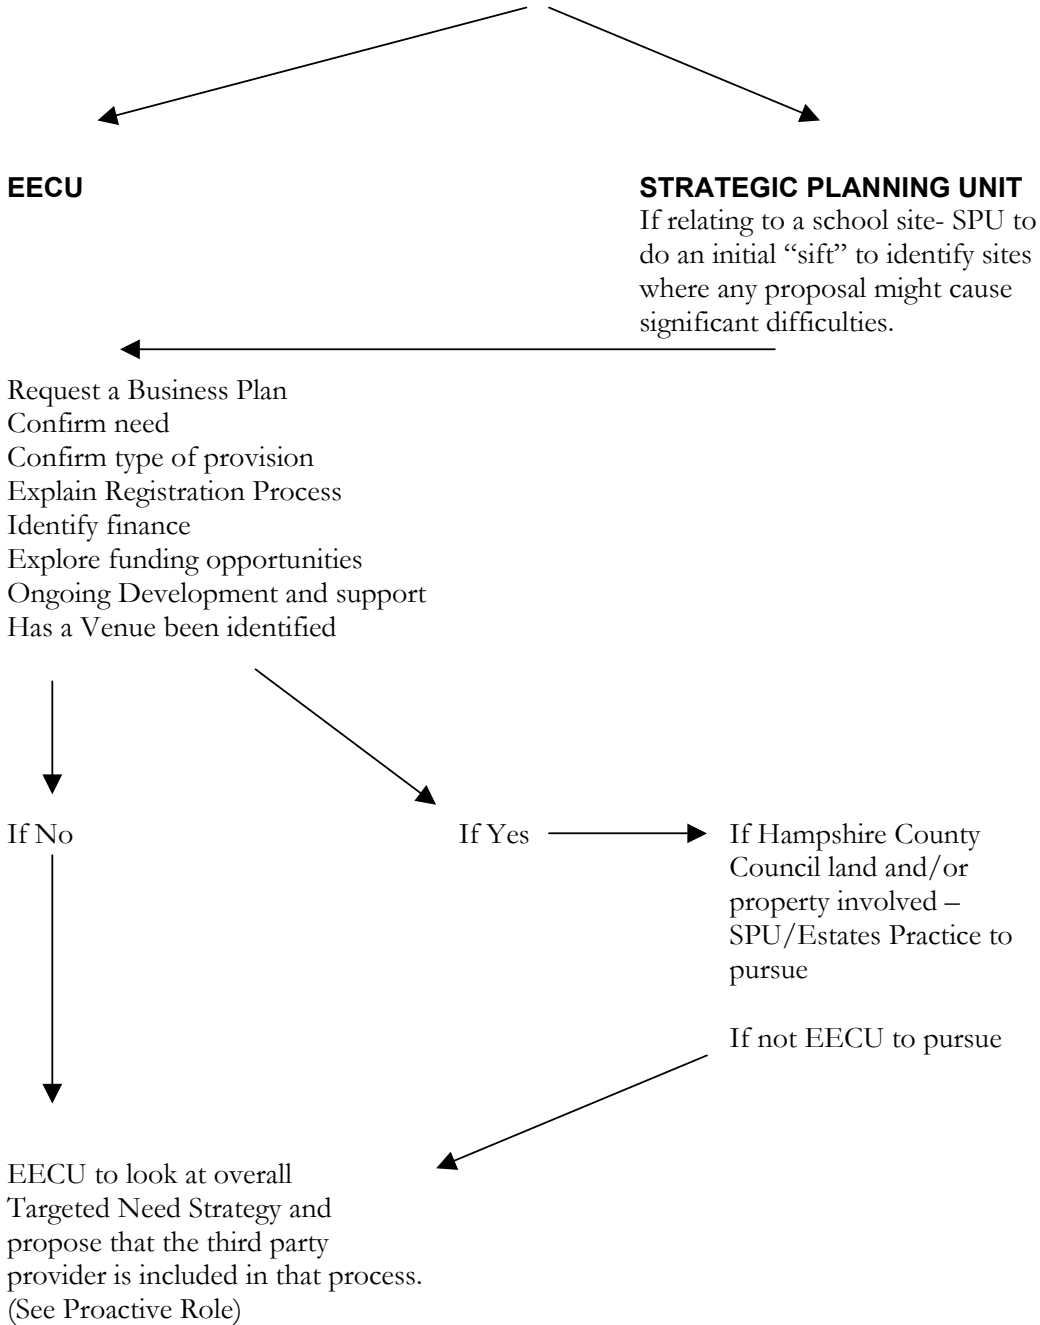 EECU
STRATEGIC PLANNING UNIT
If relating to a school site- SPU to
do an initial “sift” to identify sites
where any proposal might cause
significant difficulties.
Request a Business Plan
Confirm need
Confirm type of provision
Explain Registration Process
Identify finance
Explore funding opportunities
Ongoing Development and support
Has a Venue been identified
If No
If Yes
If Hampshire County
Council land and/or
property involved –
SPU/Estates Practice to
pursue
If not EECU to pursue
EECU to look at overall
Targeted Need Strategy and
propose that the third party
provider is included in that process.
(See Proactive Role)